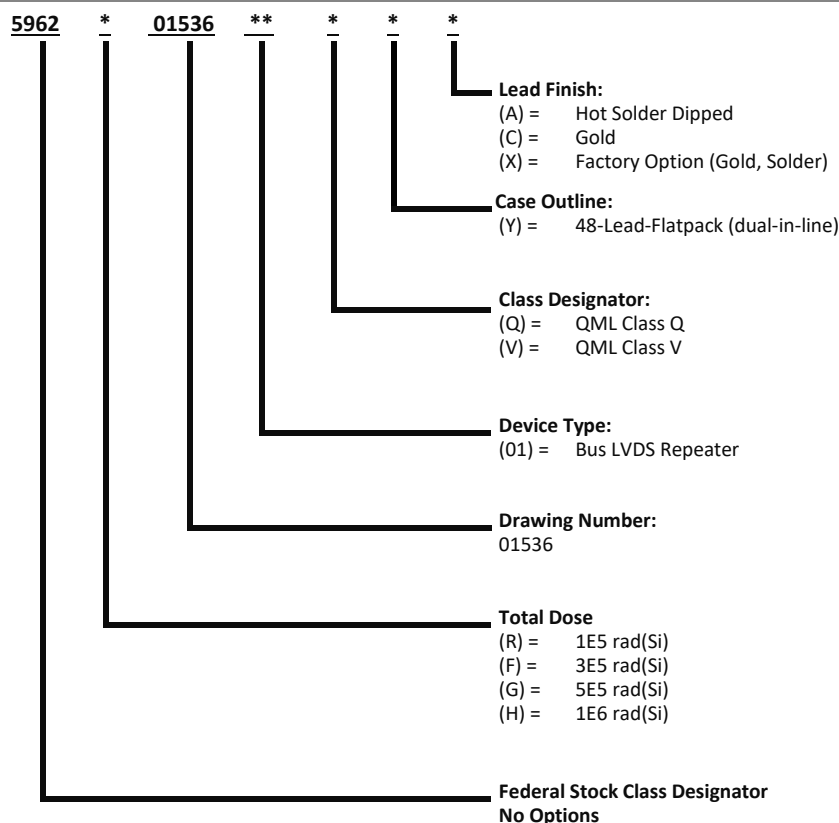 5962 * 01536 ** * * *
Lead Finish:
(A) = Hot Solder Dipped
(C) = Gold
(X) = Factory Option (Gold, Solder)
Case Outline:
(Y) = 48-Lead-Flatpack (dual-in-line)
Class Designator:
(Q) = QML Class Q
(V) = QML Class V
Device Type:
(01) = Bus LVDS Repeater
Drawing Number:
01536
Total Dose
(R) = 1E5 rad(Si)
(F) = 3E5 rad(Si)
(G) = 5E5 rad(Si)
(H) = 1E6 rad(Si)
Federal Stock Class Designator
No Options